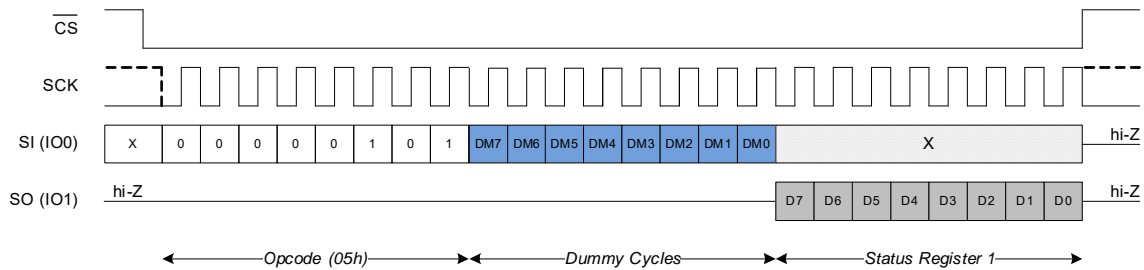 CS
SCK
SI (IO0) X 0 0 0 0 0 1 0 1 DM7 DM6 DM5 DM4 DM3 DM2 DM1 DM0 X hi-Z
SO (IO1) hi-Z D7 D6 D5 D4 D3 D2 D1 D0 hi-Z
Opcode (05h) Dummy Cycles Status Register 1